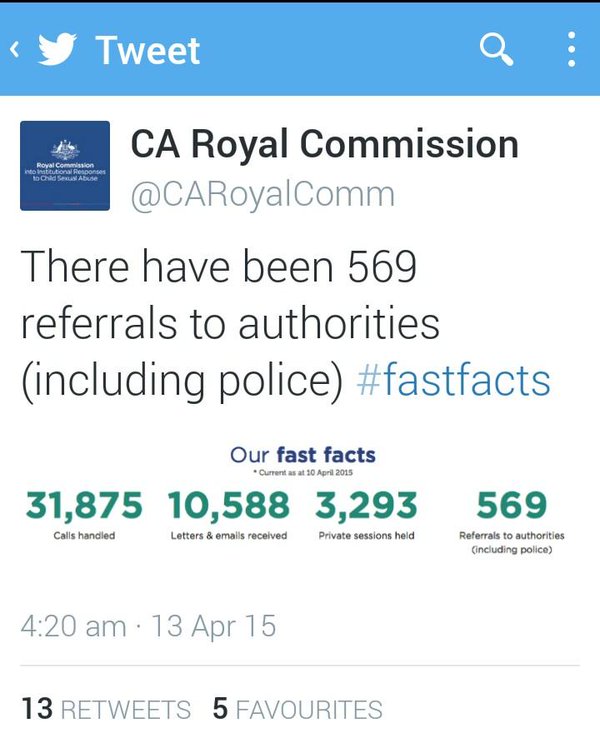 Tweet
Royal Commission
into Institutional Responses
to Child Sexual Abuse
CA Royal Commission
@CARoyalComm
There have been 569
referrals to authorities
(including police) #fastfacts
Our fast facts
* Current as at 10 April 2015
31,875 10,588 3,293 569
Calls handled Letters & emails received Private sessions held Referrals to authorities
(including police)
4:20 am · 13 Apr 15
13 RETWEETS 5 FAVOURITES